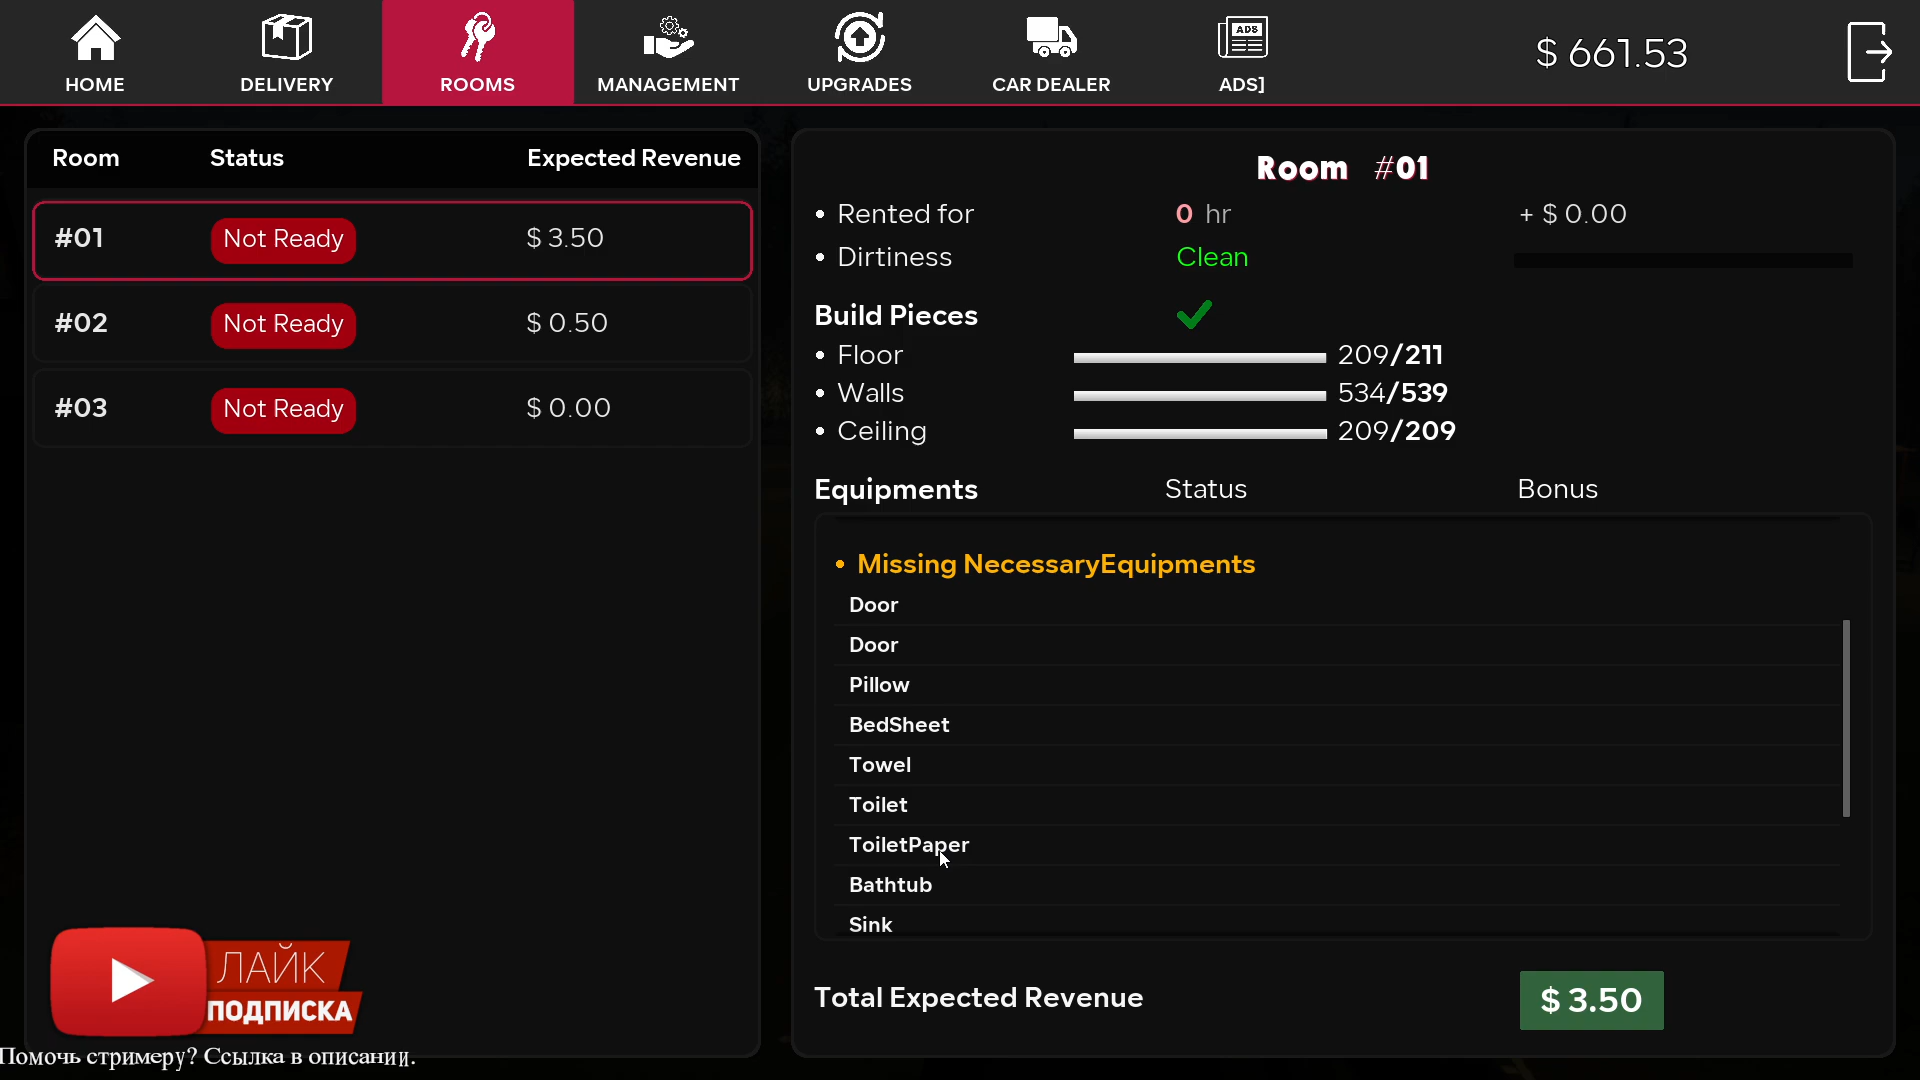 HOME
DELIVERY
ROOMS
MANAGEMENT
UPGRADES
CAR DEALER
ADS
ADS]
$ 661.53
Room Status Expected Revenue
#01 Not Ready $ 3.50
#02 Not Ready $ 0.50
#03 Not Ready $ 0.00
Room #01
• Rented for 0 hr + $ 0.00
• Dirtiness Clean
Build Pieces
• Floor 209/211
• Walls 534/539
• Ceiling 209/209
Equipments Status Bonus
• Missing NecessaryEquipments
Door
Door
Pillow
BedSheet
Towel
Toilet
ToiletPaper
Bathtub
Sink
Total Expected Revenue $ 3.50
ЛАЙК
ПОДПИСКА
Помочь стримеру? Ссылка в описании.